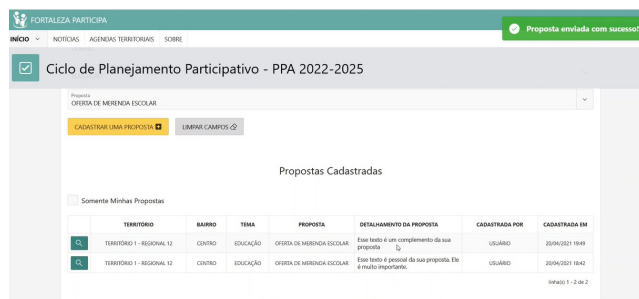 FORTALEZA PARTICIPA
Proposta enviada com sucesso!
INÍCIO NOTÍCIAS AGENDAS TERRITORIAIS SOBRE
Ciclo de Planejamento Participativo - PPA 2022-2025
Proposta
OFERTA DE MERENDA ESCOLAR
CADASTRAR UMA PROPOSTA LIMPAR CAMPOS
Propostas Cadastradas
Somente Minhas Propostas
TERRITÓRIO BAIRRO TEMA PROPOSTA DETALHAMENTO DA PROPOSTA CADASTRADA POR CADASTRADA EM
TERRITÓRIO 1 - REGIONAL 12 CENTRO EDUCAÇÃO OFERTA DE MERENDA ESCOLAR Esse texto é um complemento da sua proposta USUÁRIO 20/04/2021 19:49
TERRITÓRIO 1 - REGIONAL 12 CENTRO EDUCAÇÃO OFERTA DE MERENDA ESCOLAR Esse texto é pessoal da sua proposta. Ele é muito importante. USUÁRIO 20/04/2021 18:42
linha(s) 1 - 2 de 2